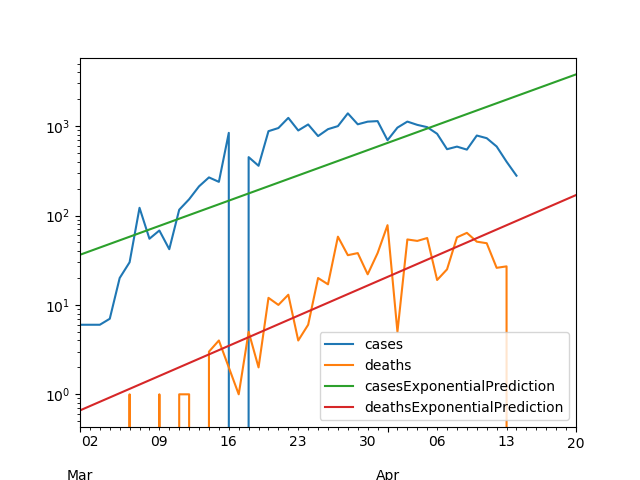 10³
10²
10¹
10⁰
cases
deaths
casesExponentialPrediction
deathsExponentialPrediction
02 09 16 23 30 06 13 20
Mar Apr